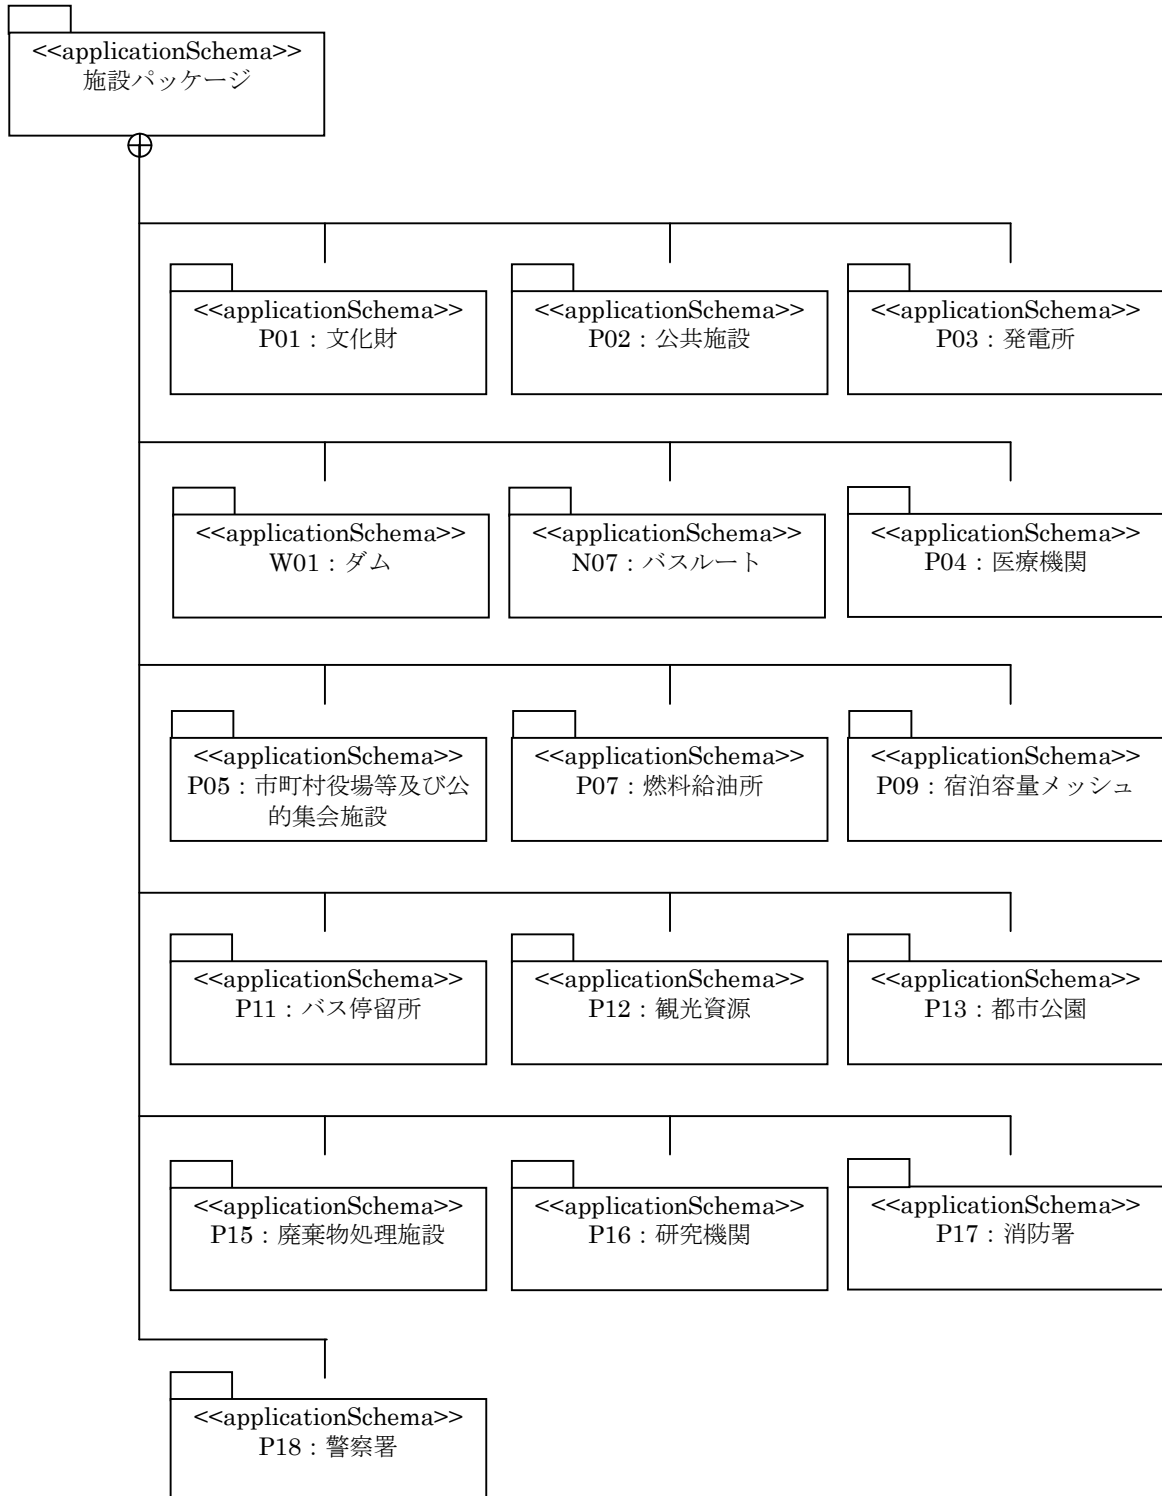 <<applicationSchema>>
施設パッケージ
<<applicationSchema>>
P01：文化財
<<applicationSchema>>
P02：公共施設
<<applicationSchema>>
P03：発電所
<<applicationSchema>>
W01：ダム
<<applicationSchema>>
N07：バスルート
<<applicationSchema>>
P04：医療機関
<<applicationSchema>>
P05：市町村役場等及び公
的集会施設
<<applicationSchema>>
P07：燃料給油所
<<applicationSchema>>
P09：宿泊容量メッシュ
<<applicationSchema>>
P11：バス停留所
<<applicationSchema>>
P12：観光資源
<<applicationSchema>>
P13：都市公園
<<applicationSchema>>
P15：廃棄物処理施設
<<applicationSchema>>
P16：研究機関
<<applicationSchema>>
P17：消防署
<<applicationSchema>>
P18：警察署